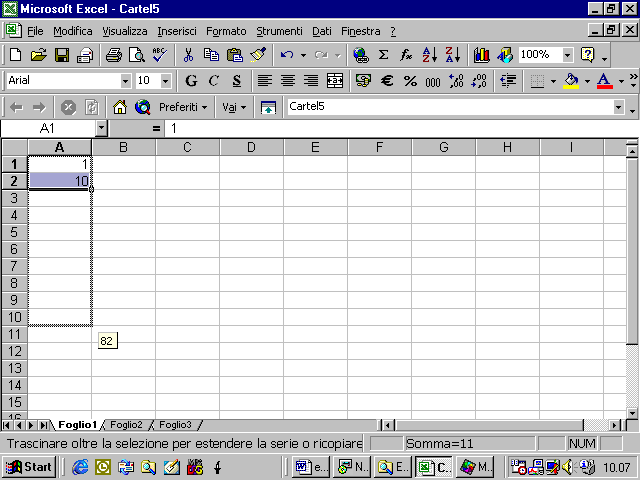 Microsoft Excel - Cartel5
File Modifica Visualizza Inserisci Formato Strumenti Dati Finestra ?
ABC Σ fx A Z Z A 100% ?
Arial 10 G C S € % 000
Preferiti Vai Cartel5
A1 = 1
A B C D E F G H I
1 1
2 10
3
4
5
6
7
8
9
10
11
82
12
13
14
15
16
Foglio1 Foglio2 Foglio3
Trascinare oltre la selezione per estendere la serie o ricopiare Somma=11 NUM
Start e... N... E... C... M... 10.07